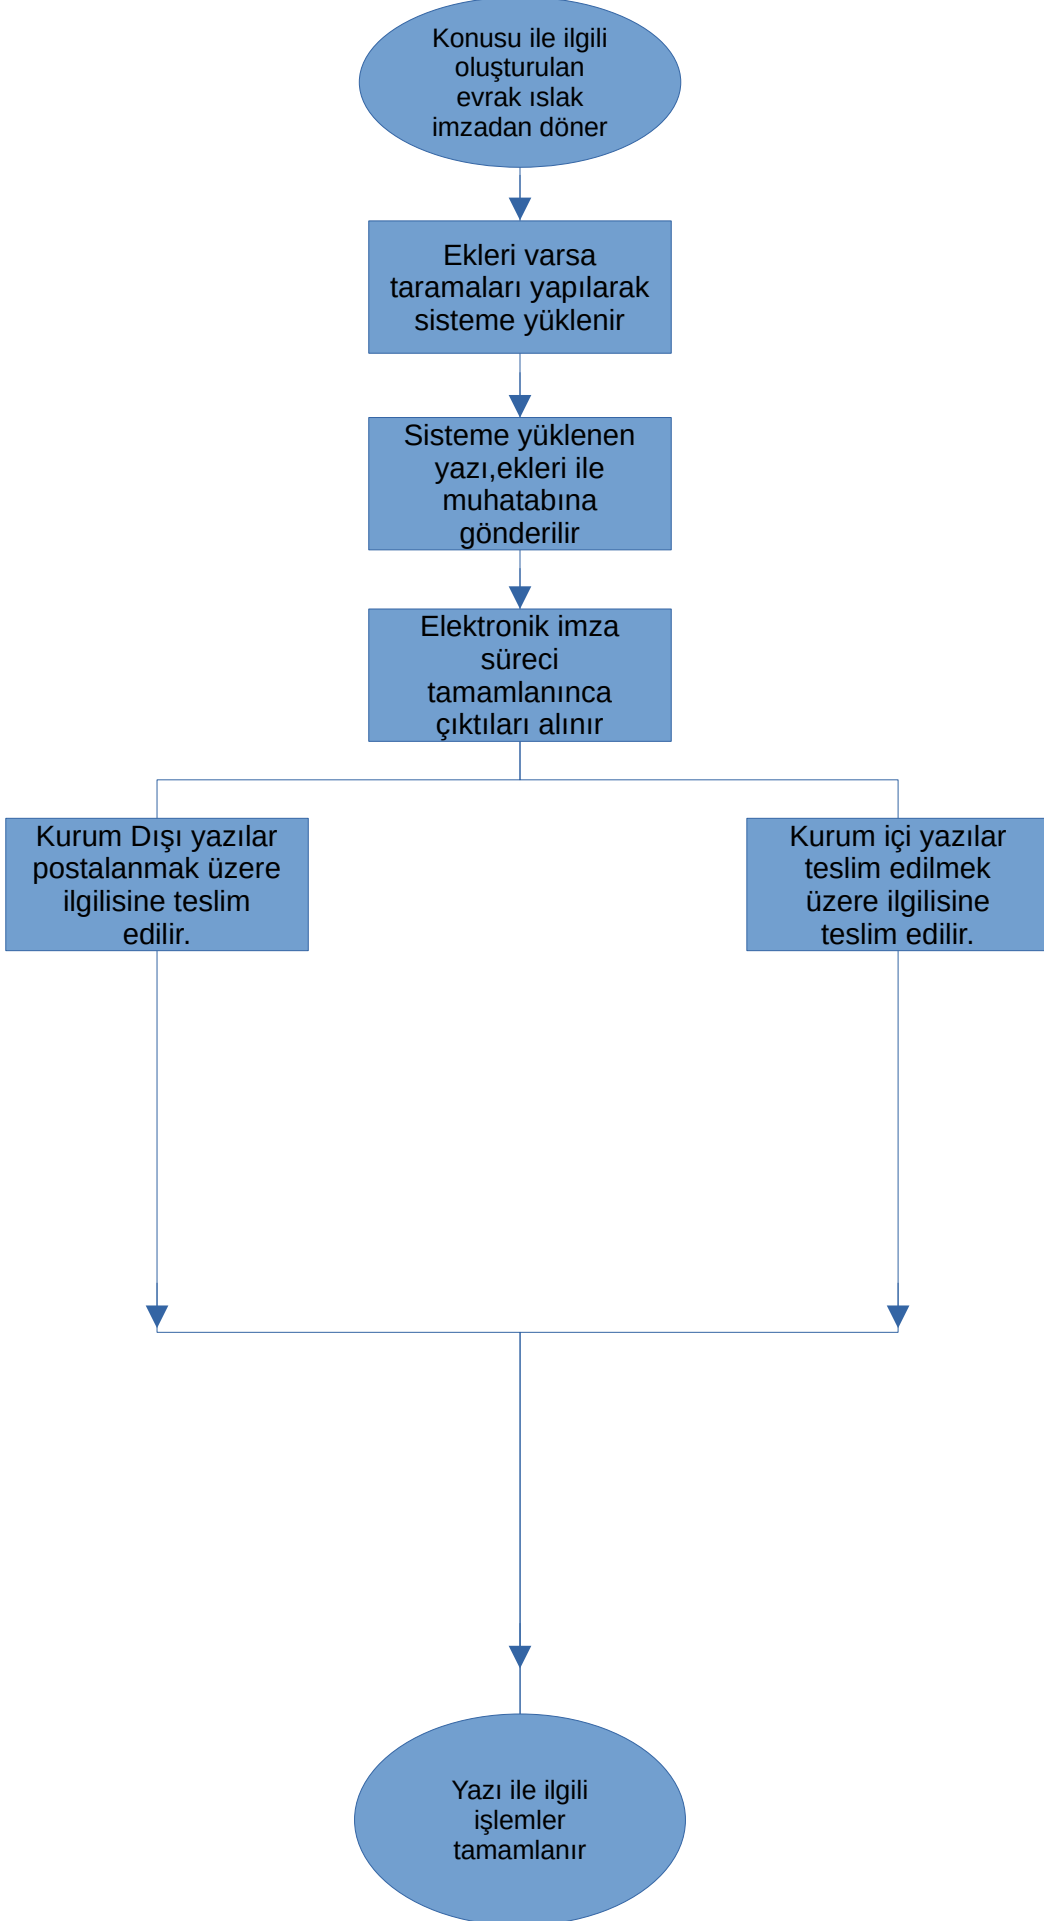 Konusu ile ilgili
oluşturulan
evrak ıslak
imzadan döner
Ekleri varsa
taramaları yapılarak
sisteme yüklenir
Sisteme yüklenen
yazı,ekleri ile
muhatabına
gönderilir
Elektronik imza
süreci
tamamlanınca
çıktıları alınır
Kurum Dışı yazılar
postalanmak üzere
ilgilisine teslim
edilir.
Kurum içi yazılar
teslim edilmek
üzere ilgilisine
teslim edilir.
Yazı ile ilgili
işlemler
tamamlanır